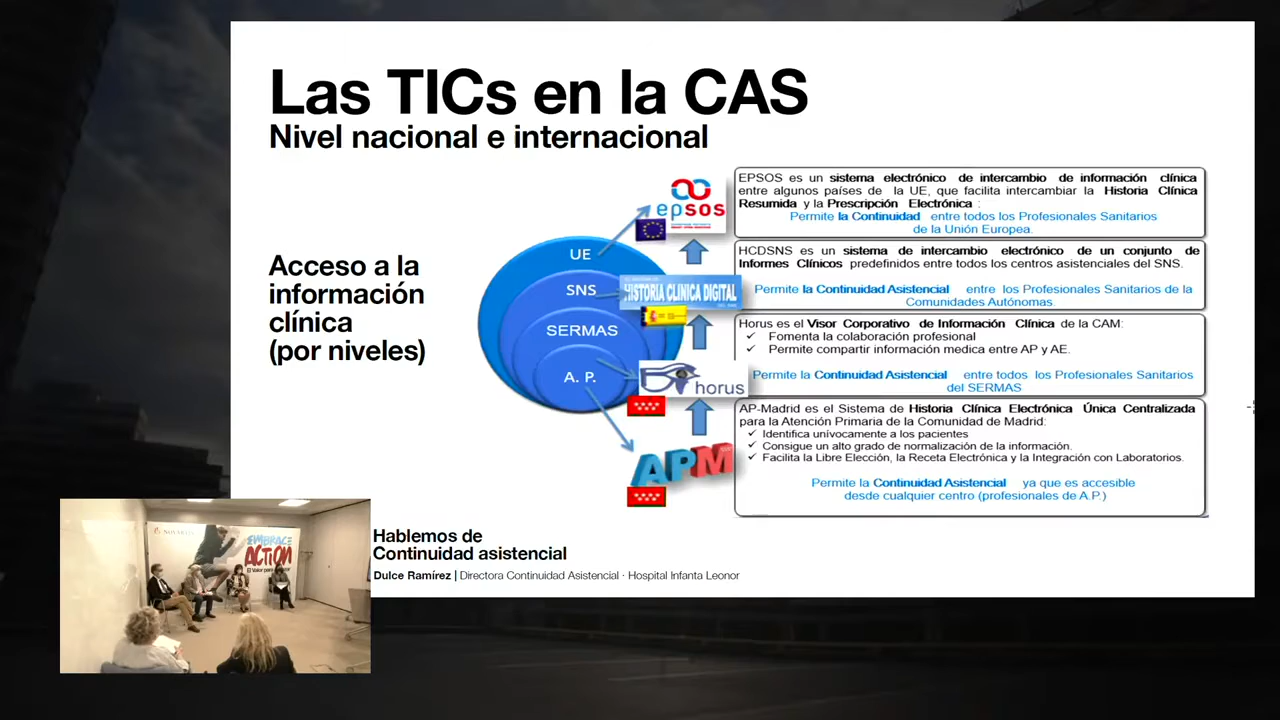 Las TICs en la CAS
Nivel nacional e internacional
Acceso a la
información
clínica
(por niveles)
UE
SNS
SERMAS
A. P.
epsos
HISTORIA CLINICA DIGITAL
horus
APM
EPSOS es un sistema electrónico de intercambio de información clínica
entre algunos países de la UE, que facilita intercambiar la Historia Clínica
Resumida y la Prescripción Electrónica :
Permite la Continuidad entre todos los Profesionales Sanitarios
de la Unión Europea.
HCDSNS es un sistema de intercambio electrónico de un conjunto de
Informes Clínicos predefinidos entre todos los centros asistenciales del SNS.
Permite la Continuidad Asistencial entre los Profesionales Sanitarios de la
Comunidades Autónomas.
Horus es el Visor Corporativo de Información Clínica de la CAM:
✓ Fomenta la colaboración profesional
✓ Permite compartir información medica entre AP y AE.
Permite la Continuidad Asistencial entre todos los Profesionales Sanitarios
del SERMAS
AP-Madrid es el Sistema de Historia Clínica Electrónica Única Centralizada
para la Atención Primaria de la Comunidad de Madrid:
✓ Identifica unívocamente a los pacientes
✓ Consigue un alto grado de normalización de la información.
✓ Facilita la Libre Elección, la Receta Electrónica y la Integración con Laboratorios.
Permite la Continuidad Asistencial ya que es accesible
desde cualquier centro (profesionales de A.P.)
Hablemos de
Continuidad asistencial
Dulce Ramírez | Directora Continuidad Asistencial · Hospital Infanta Leonor
EMBRACE
ACTION